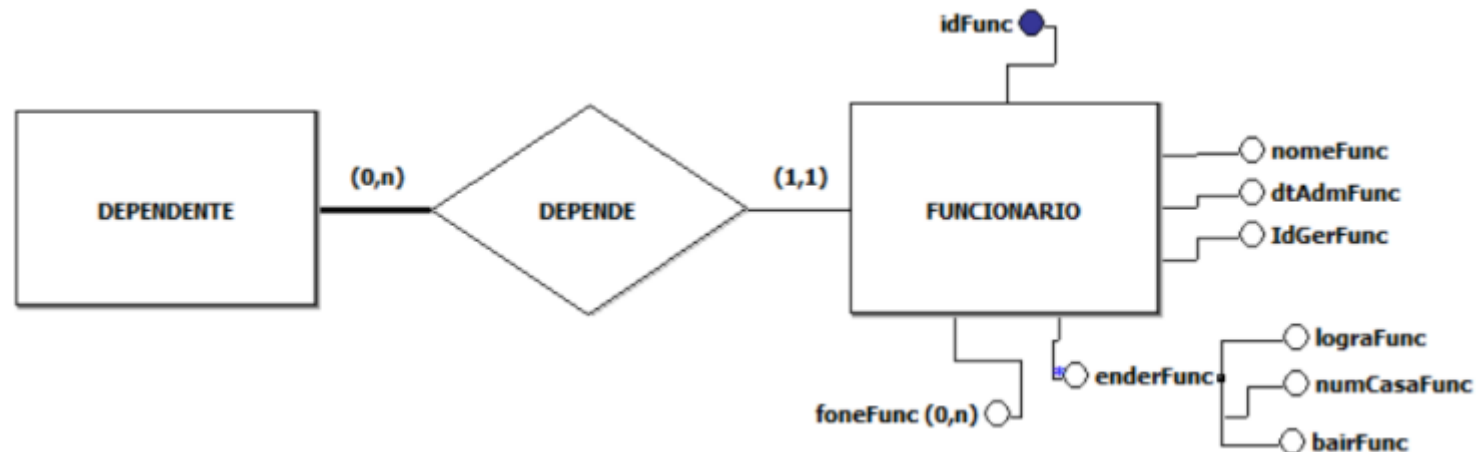 idFunc
(0,n)
(1,1)
nomeFunc
DEPENDENTE
DEPENDE
FUNCIONARIO
dtAdmFunc
IdGerFunc
lograFunc
* enderFunc
numCasaFunc
foneFunc (0,n)
bairFunc